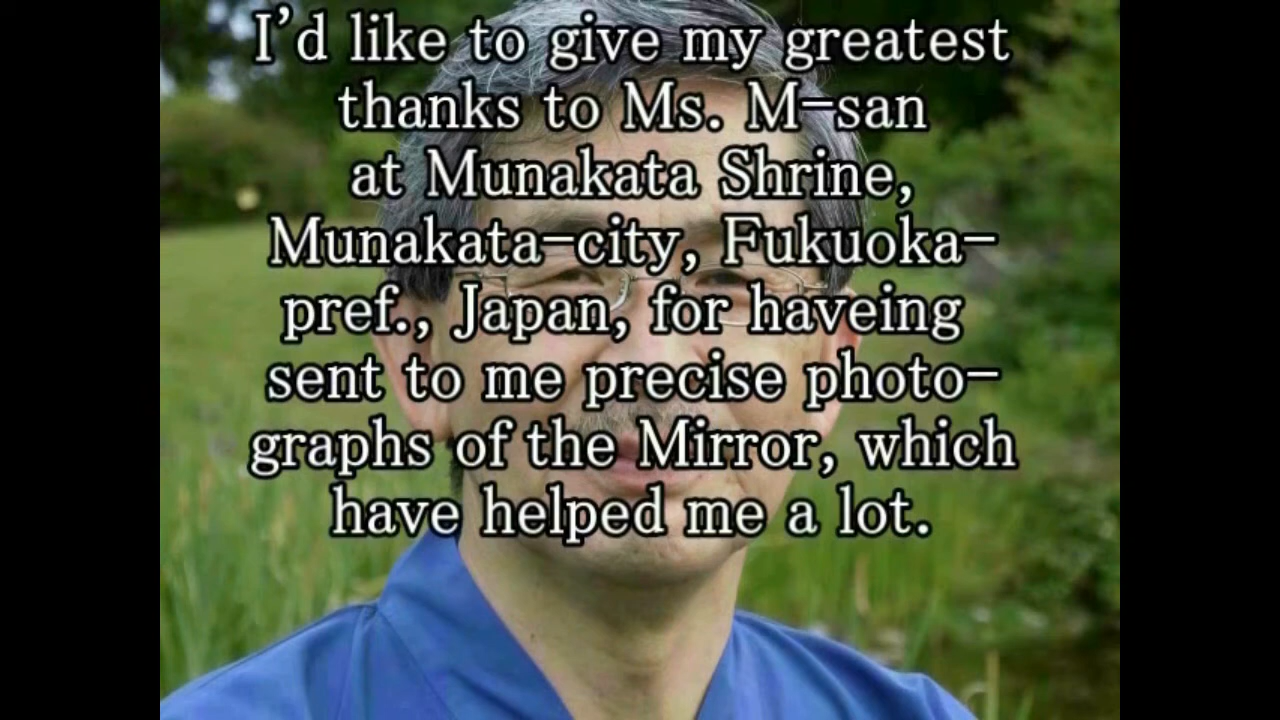 I'd like to give my greatest
thanks to Ms. M-san
at Munakata Shrine,
Munakata-city, Fukuoka-
pref., Japan, for haveing
sent to me precise photo-
graphs of the Mirror, which
have helped me a lot.